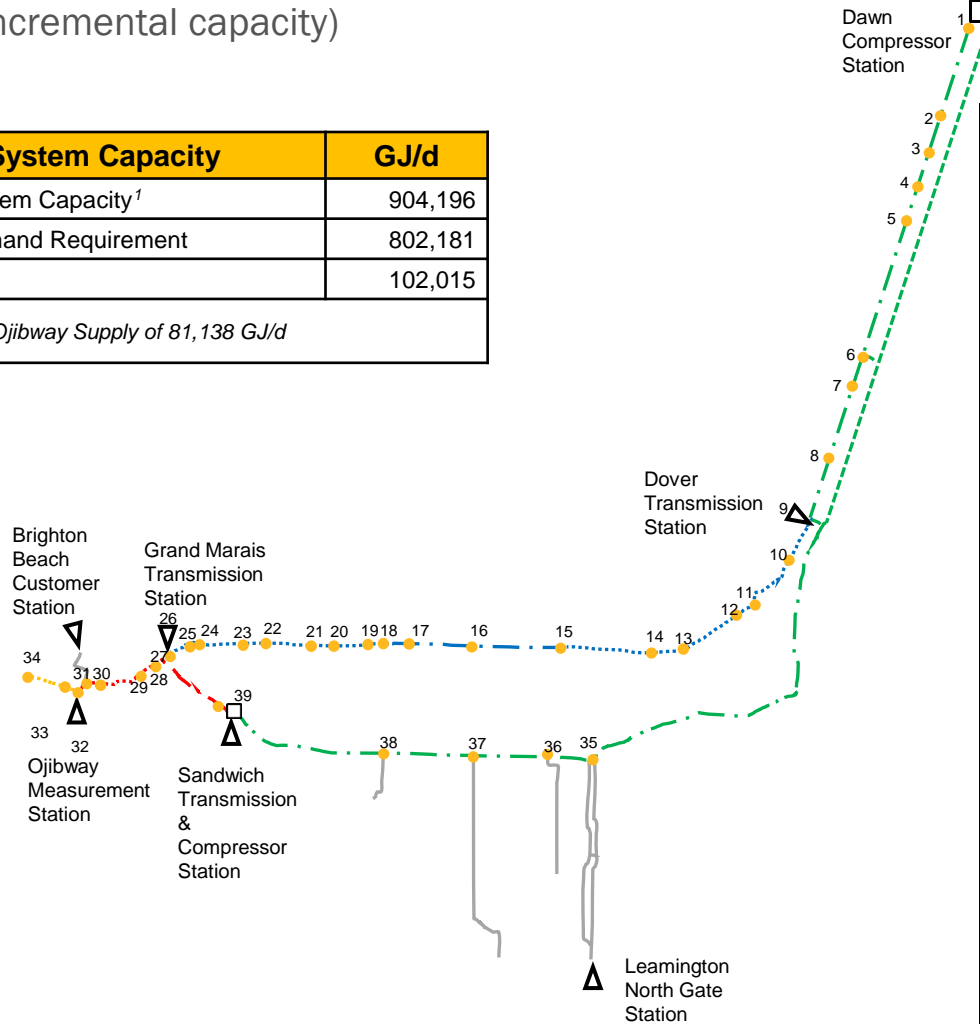 ncremental capacity)
System Capacity GJ/d
em Capacity¹ 904,196
nand Requirement 802,181
102,015
Ojibway Supply of 81,138 GJ/d
Dawn
Compressor
Station
1
2
3
4
5
6
7
8
Dover
Transmission
Station
9
10
11
12
13
14
15
16
17
18
19
20
21
22
23
24
25
26
Grand Marais
Transmission
Station
Brighton
Beach
Customer
Station
27
28
29
30
31
34
33
32
Ojibway
Measurement
Station
39
Sandwich
Transmission
&
Compressor
Station
38
37
36
35
Leamington
North Gate
Station